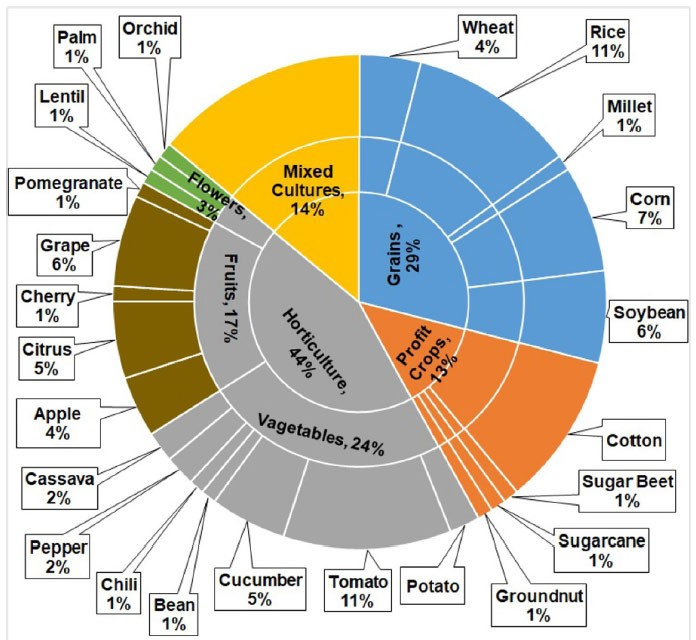 Orchid
1%
Palm
1%
Lentil
1%
Pomegranate
1%
Grape
6%
Cherry
1%
Citrus
5%
Apple
4%
Cassava
2%
Pepper
2%
Chili
1%
Bean
1%
Cucumber
5%
Tomato
11%
Potato
Groundnut
1%
Sugarcane
1%
Sugar Beet
1%
Cotton
Soybean
6%
Corn
7%
Millet
1%
Rice
11%
Wheat
4%
Mixed
Cultures,
14%
Flowers,
3%
Fruits, 17%
Horticulture,
44%
Vagetables, 24%
Grains ,
29%
Profit
Crops,
13%